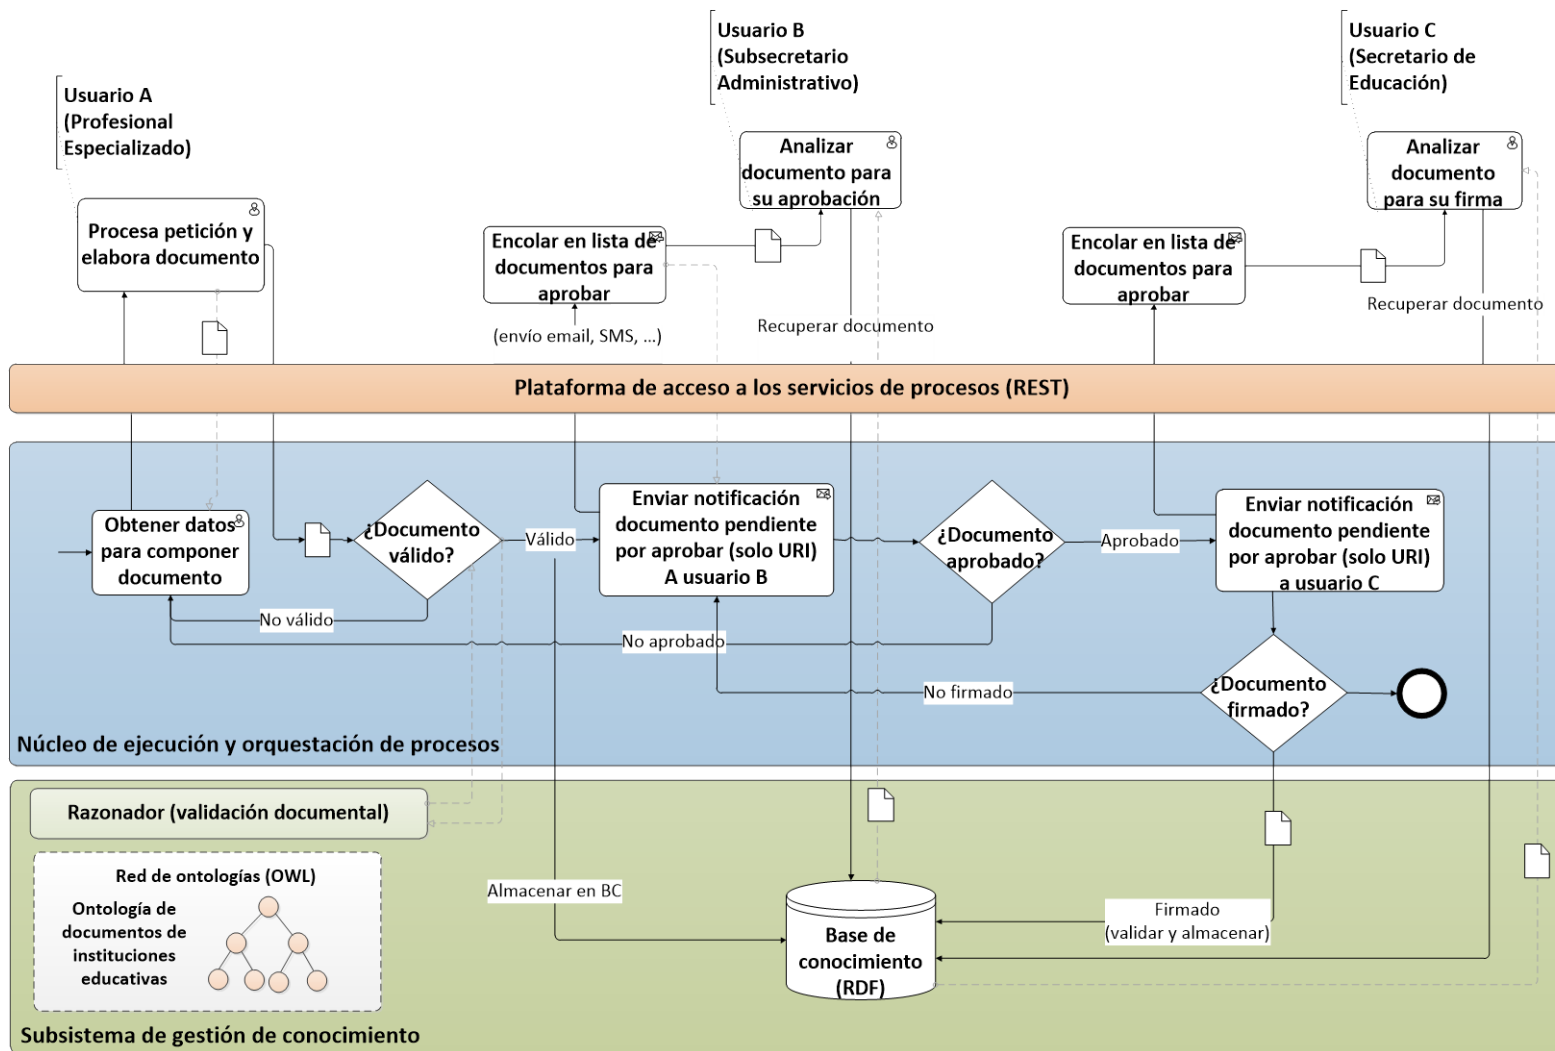 Usuario A
(Profesional
Especializado)
Usuario B
(Subsecretario
Administrativo)
Usuario C
(Secretario de
Educación)
Procesa petición y
elabora documento
Encolar en lista de
documentos para
aprobar
(envío email, SMS, ...)
Analizar
documento para
su aprobación
Recuperar documento
Encolar en lista de
documentos para
aprobar
Analizar
documento
para su firma
Recuperar documento
Plataforma de acceso a los servicios de procesos (REST)
Obtener datos
para componer
documento
¿Documento
válido?
Válido
No válido
Enviar notificación
documento pendiente
por aprobar (solo URI)
A usuario B
¿Documento
aprobado?
Aprobado
No aprobado
Enviar notificación
documento pendiente
por aprobar (solo URI)
a usuario C
¿Documento
firmado?
No firmado
Núcleo de ejecución y orquestación de procesos
Razonador (validación documental)
Red de ontologías (OWL)
Ontología de
documentos de
instituciones
educativas
Almacenar en BC
Base de
conocimiento
(RDF)
Firmado
(validar y almacenar)
Subsistema de gestión de conocimiento